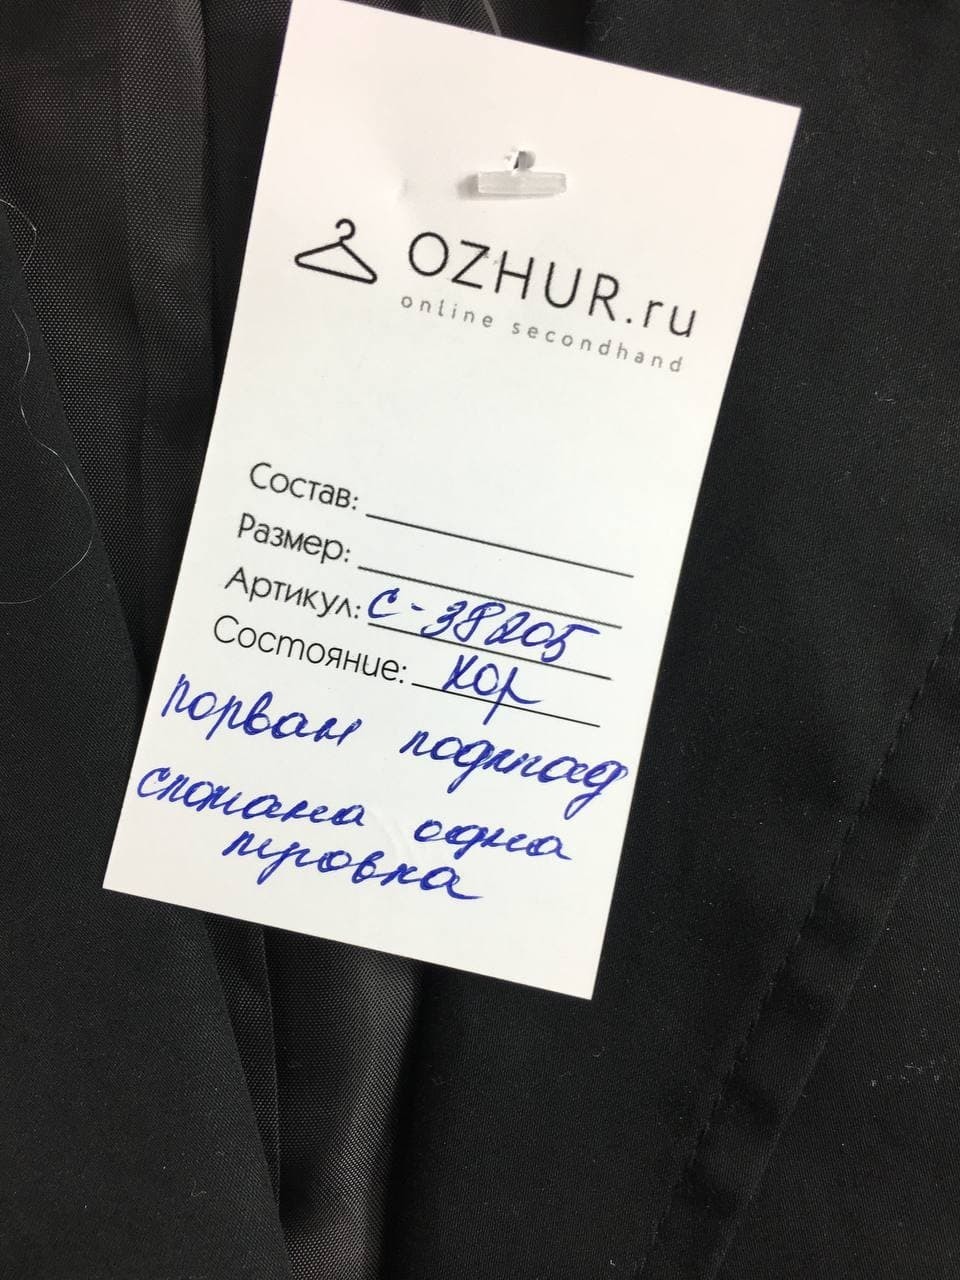 OZHUR.ru
online secondhand
Состав:
Размер:
Артикул: С-38205
Состояние: хор
порван подклад
сломана одна
пуговка